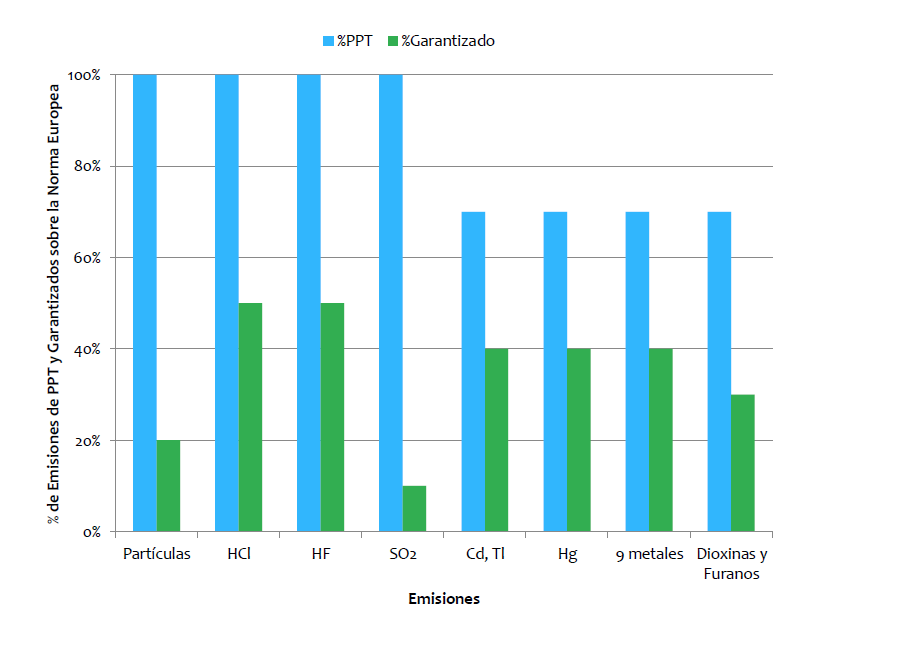 %PPT %Garantizado
% de Emisiones de PPT y Garantizados sobre la Norma Europea
100%
80%
60%
40%
20%
0%
Partículas HCl HF SO2 Cd, Tl Hg 9 metales Dioxinas y
Furanos
Emisiones